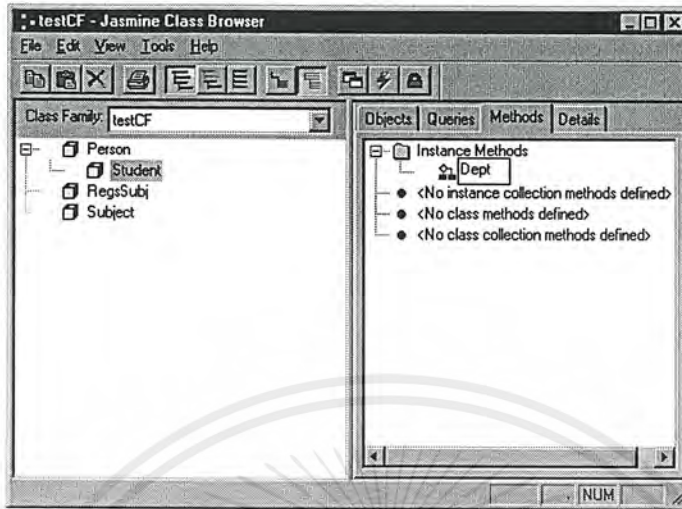 testCF - Jasmine Class Browser
File Edit View Tools Help
Class Family: testCF
Person
Student
RegsSubj
Subject
Objects Queries Methods Details
Instance Methods
Dept
<No instance collection methods defined>
<No class methods defined>
<No class collection methods defined>
NUM